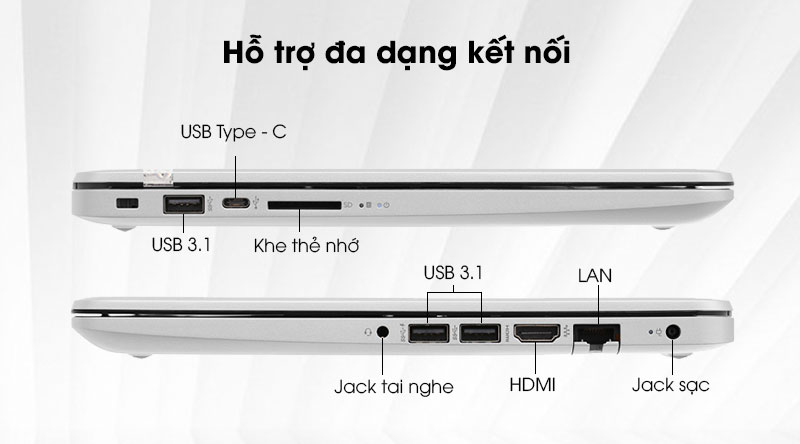 Hỗ trợ đa dạng kết nối
USB Type - C
USB 3.1
Khe thẻ nhớ
USB 3.1
LAN
Jack tai nghe
HDMI
Jack sạc